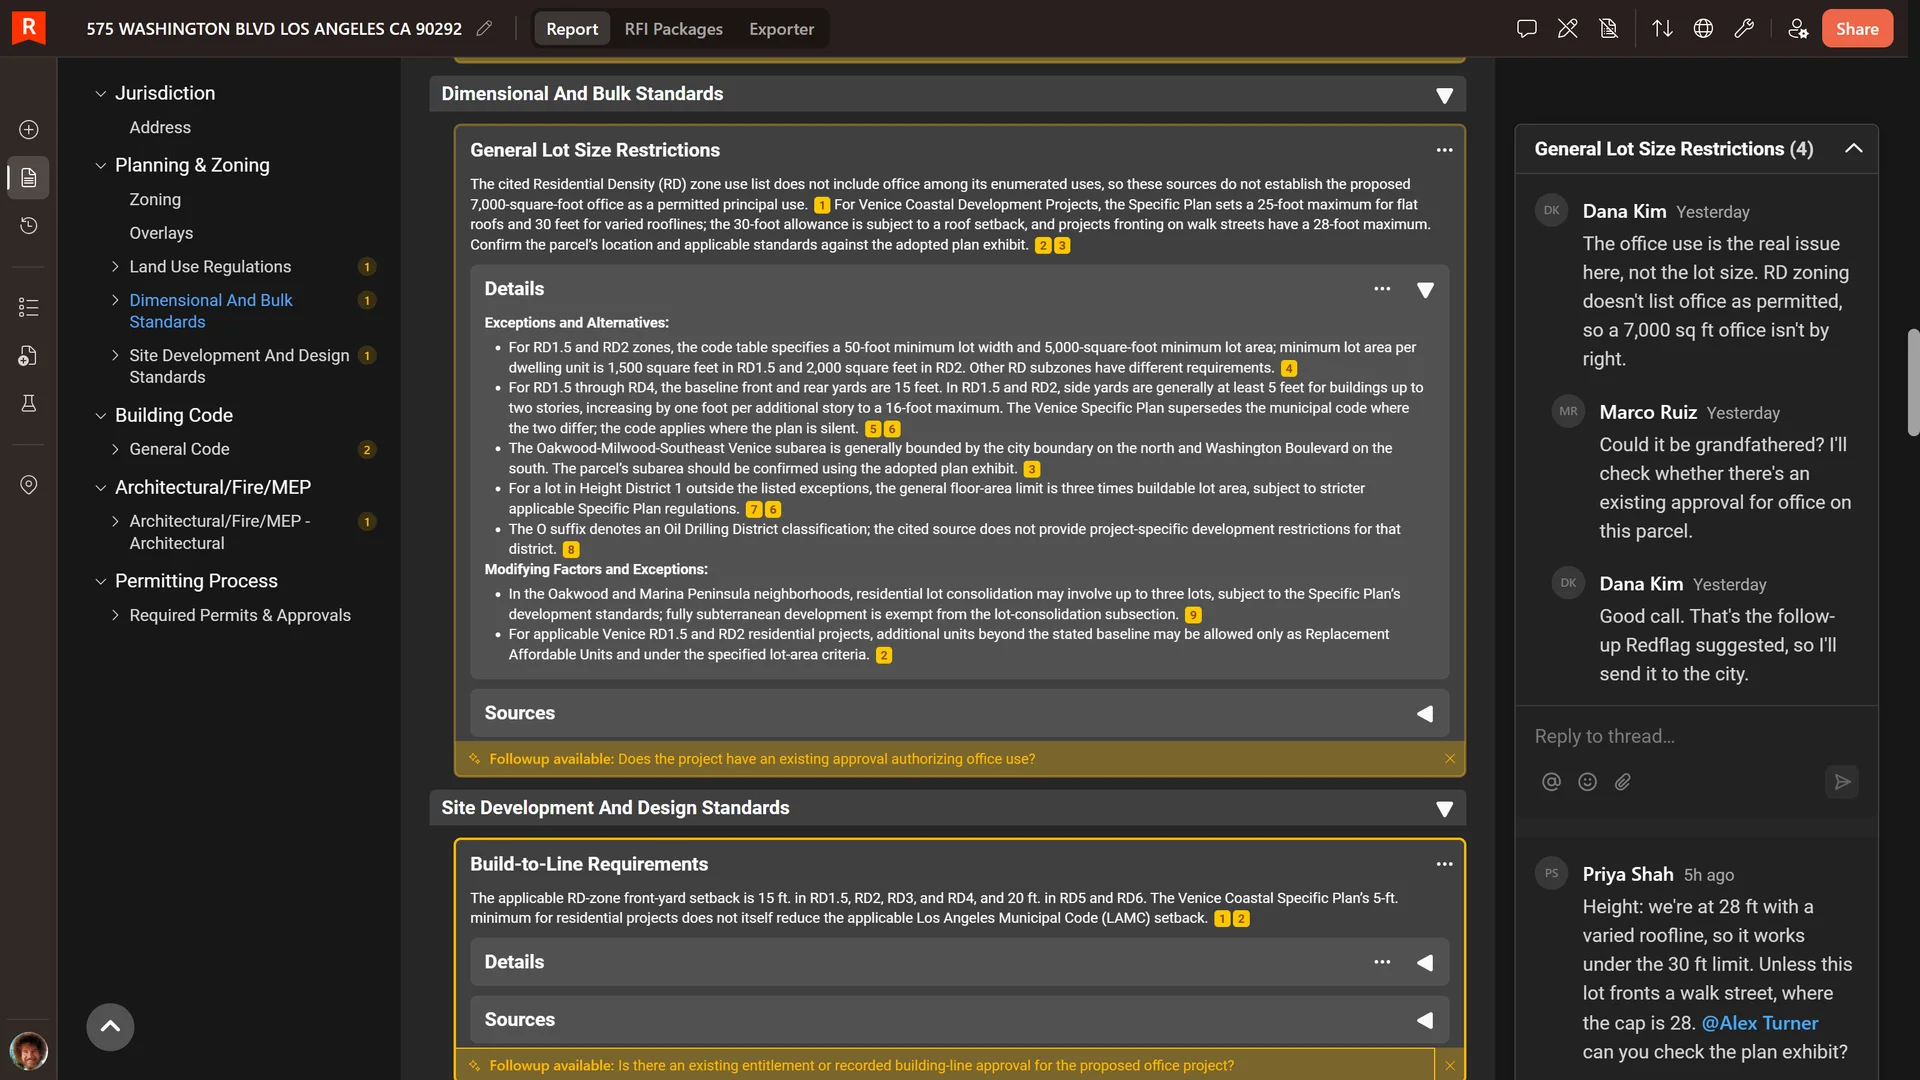 R
575 WASHINGTON BLVD LOS ANGELES CA 90292
Report
RFI Packages
Exporter
Share
Jurisdiction
Address
Planning & Zoning
Zoning
Overlays
Land Use Regulations 1
Dimensional And Bulk 1
Standards
Site Development And Design 1
Standards
Building Code
General Code 2
Architectural/Fire/MEP
Architectural/Fire/MEP - 1
Architectural
Permitting Process
Required Permits & Approvals
Dimensional And Bulk Standards
General Lot Size Restrictions
The cited Residential Density (RD) zone use list does not include office among its enumerated uses, so these sources do not establish the proposed
7,000-square-foot office as a permitted principal use. 1 For Venice Coastal Development Projects, the Specific Plan sets a 25-foot maximum for flat
roofs and 30 feet for varied rooflines; the 30-foot allowance is subject to a roof setback, and projects fronting on walk streets have a 28-foot maximum.
Confirm the parcel's location and applicable standards against the adopted plan exhibit. 2 3
Details
Exceptions and Alternatives:
• For RD1.5 and RD2 zones, the code table specifies a 50-foot minimum lot width and 5,000-square-foot minimum lot area; minimum lot area per
dwelling unit is 1,500 square feet in RD1.5 and 2,000 square feet in RD2. Other RD subzones have different requirements. 4
• For RD1.5 through RD4, the baseline front and rear yards are 15 feet. In RD1.5 and RD2, side yards are generally at least 5 feet for buildings up to
two stories, increasing by one foot per additional story to a 16-foot maximum. The Venice Specific Plan supersedes the municipal code where
the two differ; the code applies where the plan is silent. 5 6
• The Oakwood-Milwood-Southeast Venice subarea is generally bounded by the city boundary on the north and Washington Boulevard on the
south. The parcel's subarea should be confirmed using the adopted plan exhibit. 3
• For a lot in Height District 1 outside the listed exceptions, the general floor-area limit is three times buildable lot area, subject to stricter
applicable Specific Plan regulations. 7 6
• The O suffix denotes an Oil Drilling District classification; the cited source does not provide project-specific development restrictions for that
district. 8
Modifying Factors and Exceptions:
• In the Oakwood and Marina Peninsula neighborhoods, residential lot consolidation may involve up to three lots, subject to the Specific Plan's
development standards; fully subterranean development is exempt from the lot-consolidation subsection. 9
• For applicable Venice RD1.5 and RD2 residential projects, additional units beyond the stated baseline may be allowed only as Replacement
Affordable Units and under the specified lot-area criteria. 2
Sources
Followup available: Does the project have an existing approval authorizing office use?
Site Development And Design Standards
Build-to-Line Requirements
The applicable RD-zone front-yard setback is 15 ft. in RD1.5, RD2, RD3, and RD4, and 20 ft. in RD5 and RD6. The Venice Coastal Specific Plan's 5-ft.
minimum for residential projects does not itself reduce the applicable Los Angeles Municipal Code (LAMC) setback. 1 2
Details
Sources
Followup available: Is there an existing entitlement or recorded building-line approval for the proposed office project?
General Lot Size Restrictions (4)
DK Dana Kim Yesterday
The office use is the real issue
here, not the lot size. RD zoning
doesn't list office as permitted,
so a 7,000 sq ft office isn't by
right.
MR Marco Ruiz Yesterday
Could it be grandfathered? I'll
check whether there's an
existing approval for office on
this parcel.
DK Dana Kim Yesterday
Good call. That's the follow-
up Redflag suggested, so I'll
send it to the city.
Reply to thread...
PS Priya Shah 5h ago
Height: we're at 28 ft with a
varied roofline, so it works
under the 30 ft limit. Unless this
lot fronts a walk street, where
the cap is 28. @Alex Turner
can you check the plan exhibit?